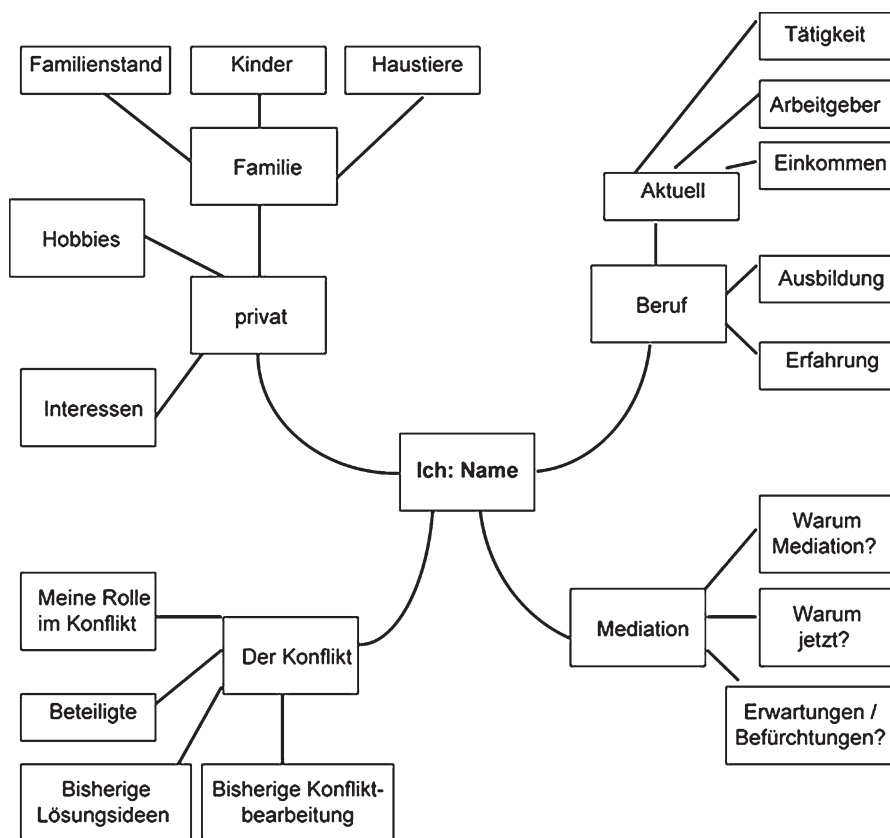 Familienstand
Kinder
Haustiere
Familie
Hobbies
privat
Interessen
Tätigkeit
Arbeitgeber
Einkommen
Aktuell
Beruf
Ausbildung
Erfahrung
Ich: Name
Meine Rolle
im Konflikt
Der Konflikt
Beteiligte
Bisherige
Lösungsideen
Bisherige Konflikt-
bearbeitung
Mediation
Warum
Mediation?
Warum
jetzt?
Erwartungen /
Befürchtungen?